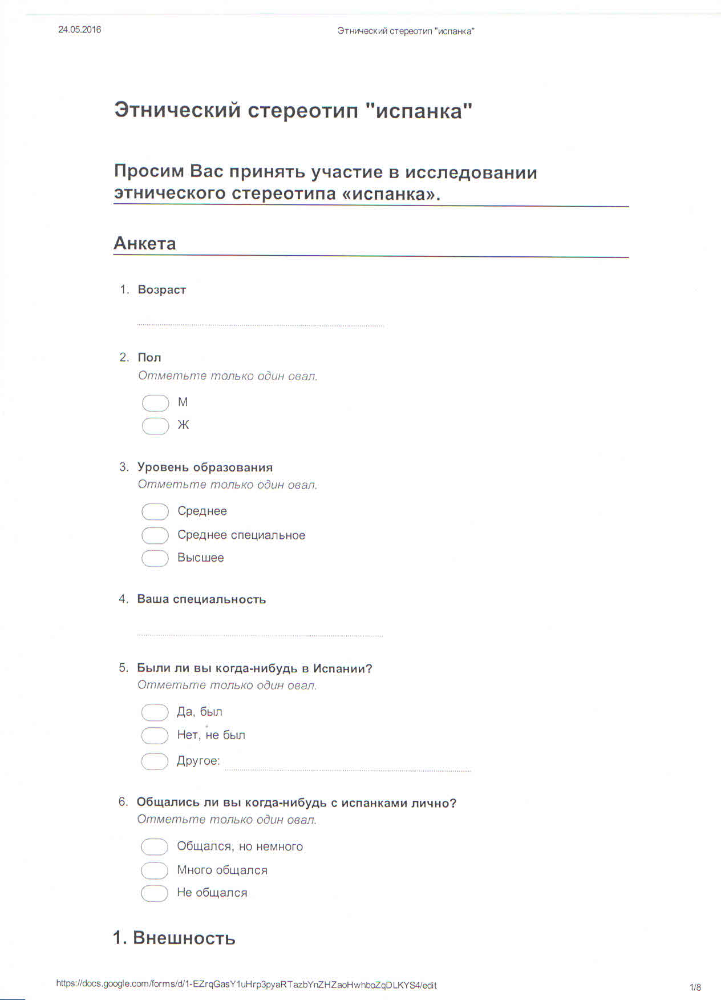 24.05.2016
Этнический стереотип "испанка"
Этнический стереотип "испанка"
Просим Вас принять участие в исследовании
этнического стереотипа «испанка».
Анкета
1. Возраст
2. Пол
Отметьте только один овал.
М
Ж
3. Уровень образования
Отметьте только один овал.
Среднее
Среднее специальное
Высшее
4. Ваша специальность
5. Были ли вы когда-нибудь в Испании?
Отметьте только один овал.
Да, был
Нет, не был
Другое:
6. Общались ли вы когда-нибудь с испанками лично?
Отметьте только один овал.
Общался, но немного
Много общался
Не общался
1. Внешность
https://docs.google.com/forms/d/1-EZrqGasY1uHrp3pyaRTazbYnZHZaoHwhboZqDLKYS4/edit
1/8